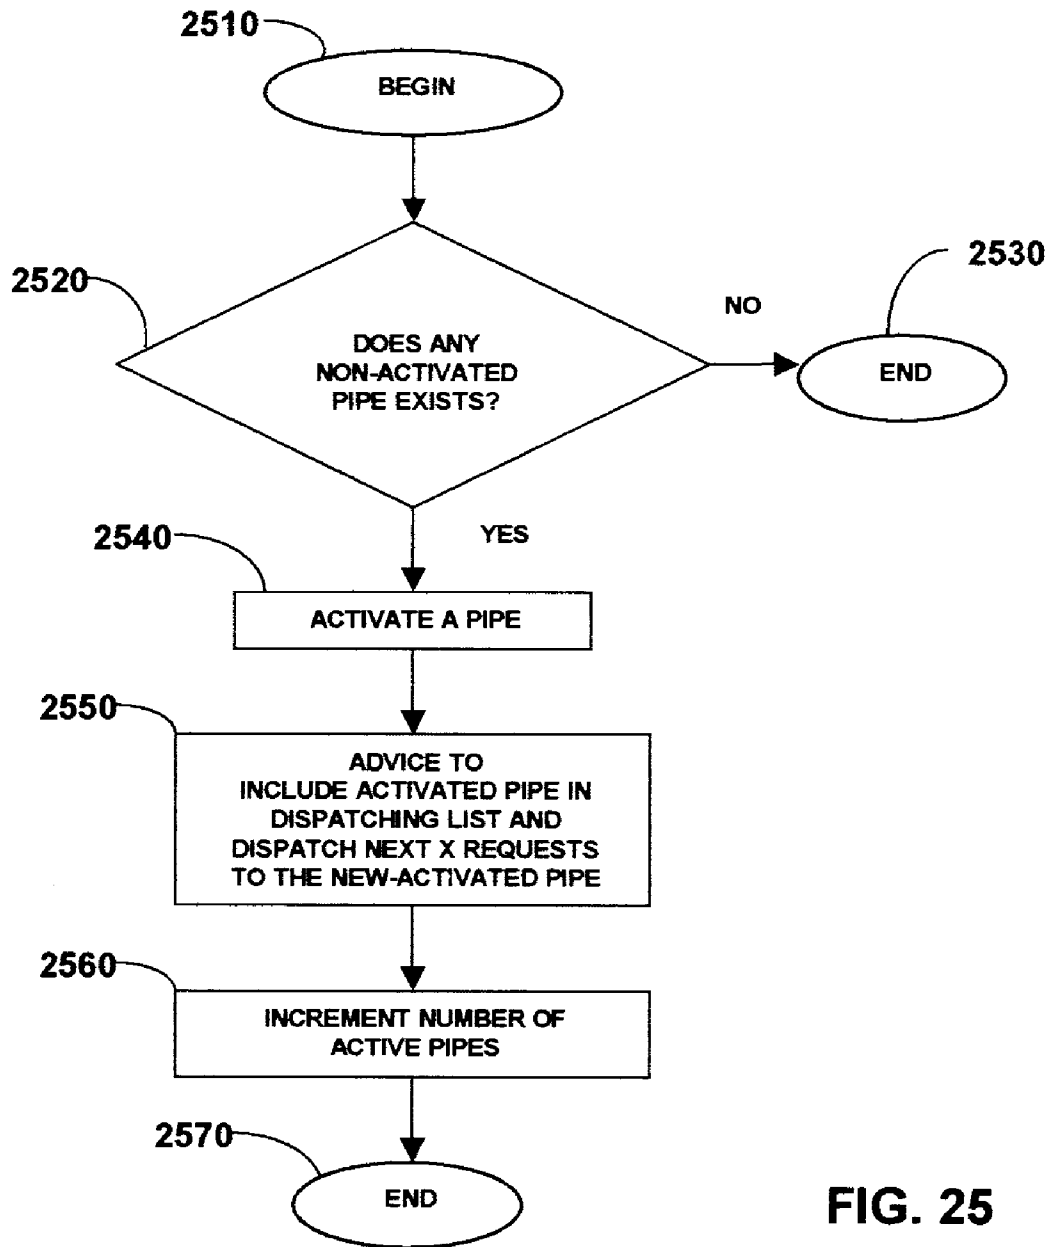 2510
BEGIN
2520
DOES ANY
NON-ACTIVATED
PIPE EXISTS?
NO
2530
END
YES
2540
ACTIVATE A PIPE
2550
ADVICE TO
INCLUDE ACTIVATED PIPE IN
DISPATCHING LIST AND
DISPATCH NEXT X REQUESTS
TO THE NEW-ACTIVATED PIPE
2560
INCREMENT NUMBER OF
ACTIVE PIPES
2570
END
FIG. 25